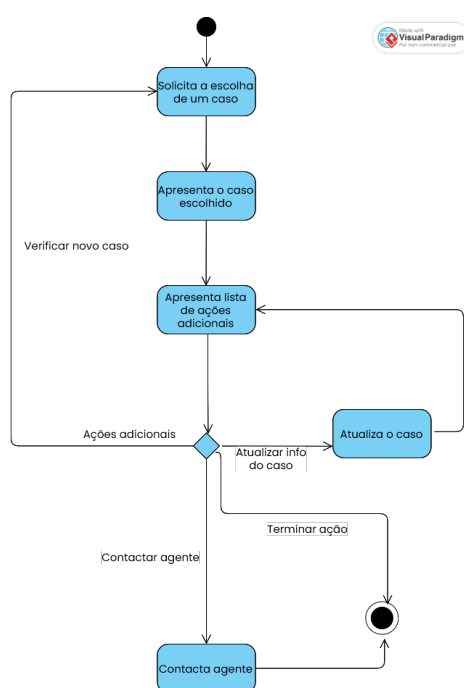 Made with
Visual Paradigm
For non-commercial use
Solicita a escolha
de um caso
Apresenta o caso
escolhido
Verificar novo caso
Apresenta lista
de ações
adicionais
Ações adicionais
Atualiza o caso
Atualizar info
do caso
Terminar ação
Contactar agente
Contacta agente